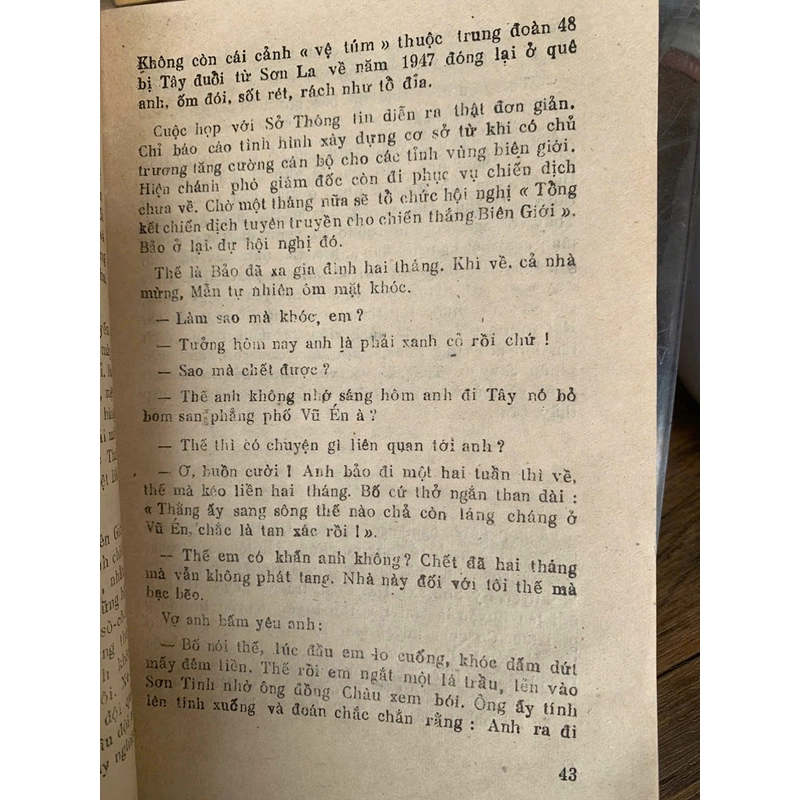 Không còn cái cảnh « vệ túm » thuộc trung đoàn 48
bị Tây đuổi từ Sơn La về năm 1947 đóng lại ở quê
anh, ốm đói, sốt rét, rách như tổ đỉa.
Cuộc họp với Sở Thông tin diễn ra thật đơn giản.
Chỉ báo cáo tình hình xây dựng cơ sở từ khi có chủ
trương tăng cường cán bộ cho các tỉnh vùng biên giới.
Hiện chánh phó giám đốc còn đi phục vụ chiến dịch
chưa về. Chờ một tháng nữa sẽ tổ chức hội nghị « Tổng
kết chiến dịch tuyên truyền cho chiến thắng Biên Giới ».
Bảo ở lại dự hội nghị đó.
Thế là Bảo đã xa gia đình hai tháng. Khi về, cả nhà
mừng, Mẫn tự nhiên ôm mặt khóc.
— Làm sao mà khóc, em ?
— Tưởng hôm nay anh là phải xanh cỏ rồi chứ !
— Sao mà chết được ?
— Thế anh không nhớ sáng hôm anh đi Tây nó bỏ
bom san phẳng phố Vũ Én à ?
— Thế thì có chuyện gì liên quan tới anh ?
— Ơ, buồn cười ! Anh bảo đi một hai tuần thì về,
thế mà kéo liền hai tháng. Bố cứ thở ngắn than dài :
« Thằng ấy sang sông thế nào chả còn láng cháng ở
Vũ Én, chắc là tan xác rồi ! ».
— Thế em có khấn anh không ? Chết đã hai tháng
mà vẫn không phát tang. Nhà này đối với tôi thế mà
bạc bẽo.
Vợ anh bấm yêu anh:
— Bố nói thế, lúc đầu em lo cuống, khóc dấm dứt
mấy đêm liền. Thế rồi em ngắt một lá trầu, lên vào
Sơn Tình nhờ ông đồng Châu xem bói. Ông ấy tính
lên tính xuống và đoán chắc chắn rằng : Anh ra đi
43